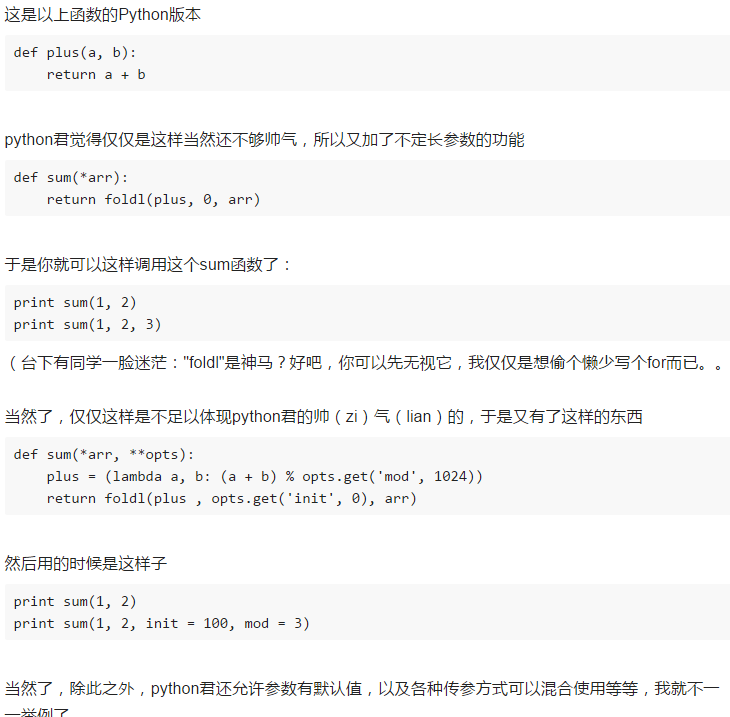 这是以上函数的Python版本
def plus(a, b):
    return a + b
python君觉得仅仅是这样当然还不够帅气，所以又加了不定长参数的功能
def sum(*arr):
    return foldl(plus, 0, arr)
于是你就可以这样调用这个sum函数了：
print sum(1, 2)
print sum(1, 2, 3)
（台下有同学一脸迷茫："foldl"是神马？好吧，你可以先无视它，我仅仅是想偷个懒少写个for而已。。
当然了，仅仅这样是不足以体现python君的帅（zi）气（lian）的，于是又有了这样的东西
def sum(*arr, **opts):
    plus = (lambda a, b: (a + b) % opts.get('mod', 1024))
    return foldl(plus , opts.get('init', 0), arr)
然后用的时候是这样子
print sum(1, 2)
print sum(1, 2, init = 100, mod = 3)
当然了，除此之外，python君还允许参数有默认值，以及各种传参方式可以混合使用等等，我就不一
一举例了